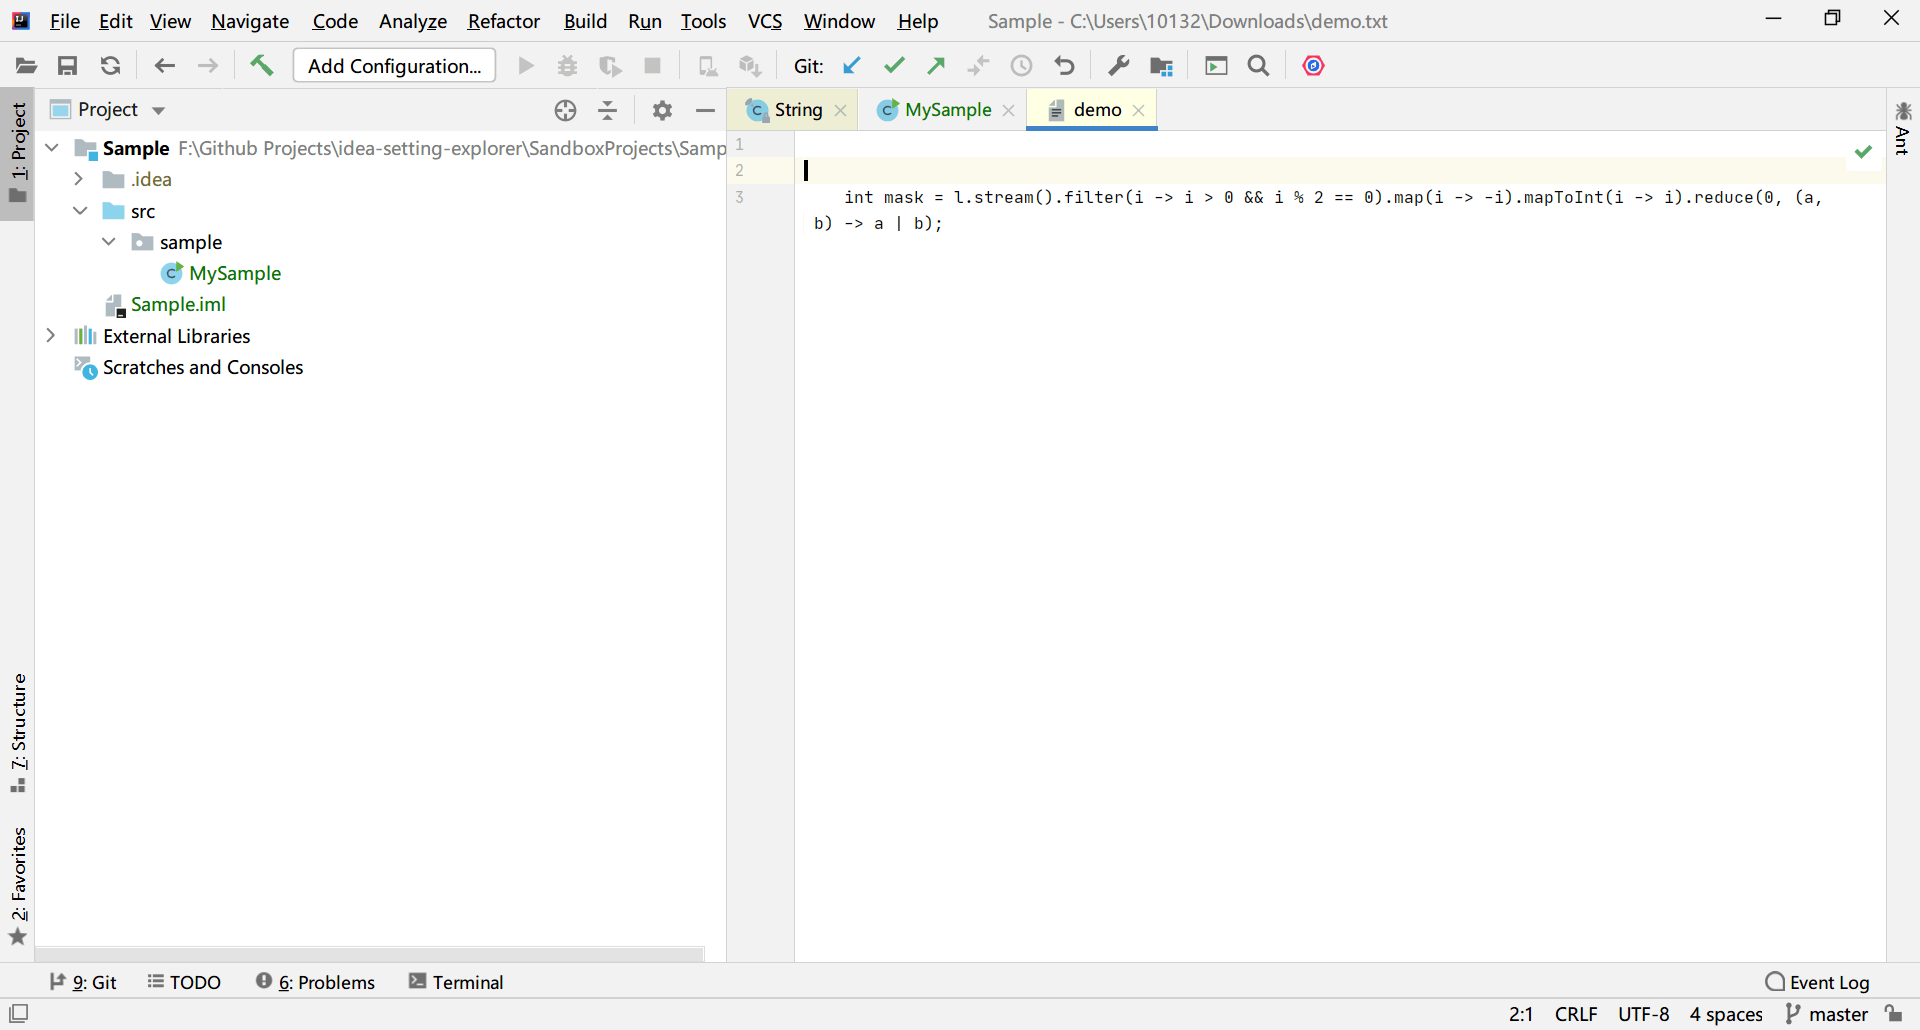 File Edit View Navigate Code Analyze Refactor Build Run Tools VCS Window Help Sample - C:\Users\10132\Downloads\demo.txt
Add Configuration... Git:
1: Project
Project
String MySample demo
Ant
Sample F:\Github Projects\idea-setting-explorer\SandboxProjects\Samp
.idea
src
sample
MySample
Sample.iml
External Libraries
Scratches and Consoles
1
2
3 int mask = l.stream().filter(i -> i > 0 && i % 2 == 0).map(i -> -i).mapToInt(i -> i).reduce(0, (a,
b) -> a | b);
7: Structure
2: Favorites
9: Git TODO 6: Problems Terminal Event Log
2:1 CRLF UTF-8 4 spaces master